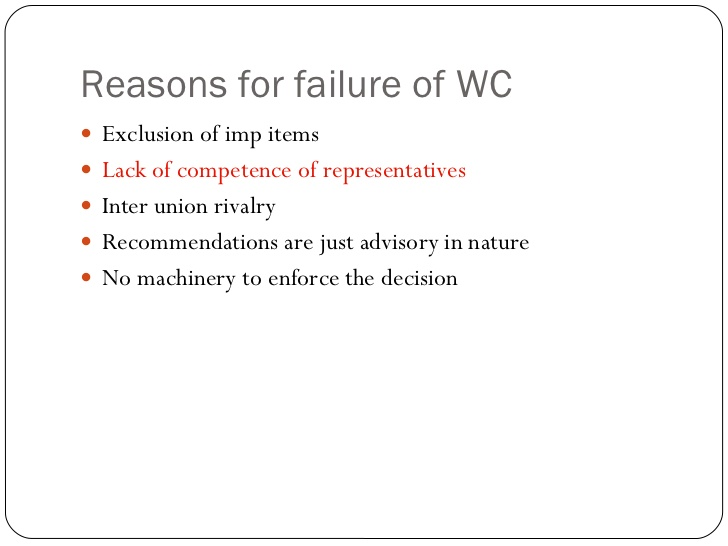 Reasons for failure of WC
• Exclusion of imp items
• Lack of competence of representatives
• Inter union rivalry
• Recommendations are just advisory in nature
• No machinery to enforce the decision